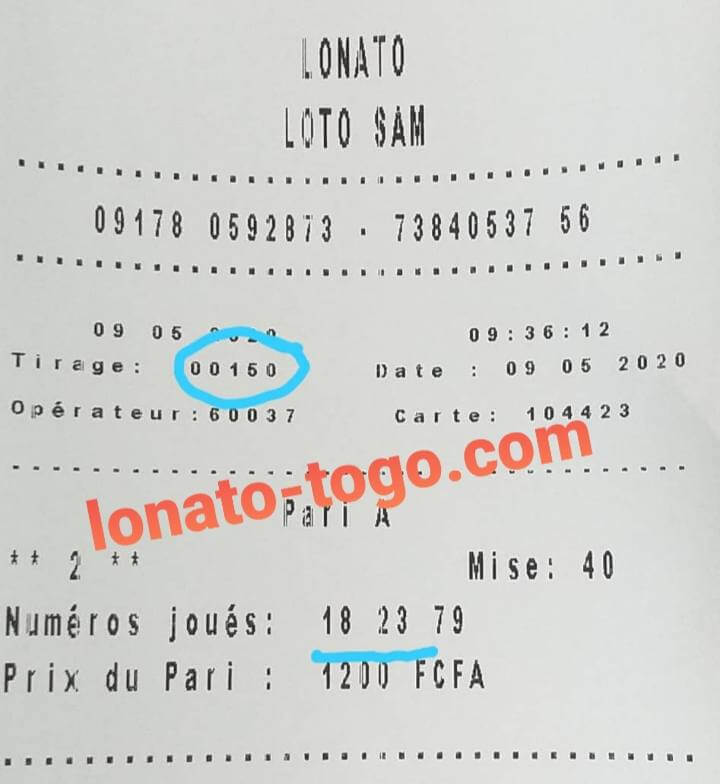 LONATO
LOTO SAM
09178 0592873 . 73840537 56
09 05 2020 09:36:12
Tirage: 00150 Date : 09 05 2020
Opérateur:60037 Carte: 104423
lonato-togo.com
Pari A
** 2 ** Mise: 40
Numéros joués: 18 23 79
Prix du Pari : 1200 FCFA